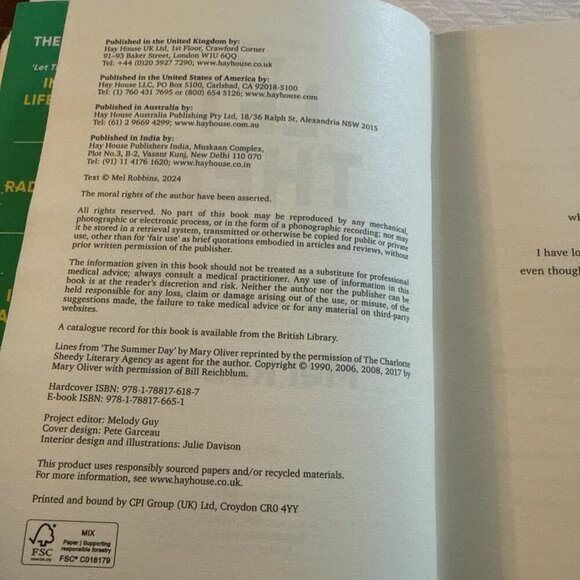 THE
'Let T
LIFE
RAD
Published in the United Kingdom by:
Hay House UK Ltd, 1st Floor, Crawford Corner
91–93 Baker Street, London W1U 6QQ
Tel: +44 (0)20 3927 7290; www.hayhouse.co.uk
Published in the United States of America by:
Hay House LLC, PO Box 5100, Carlsbad, CA 92018-5100
Tel: (1) 760 431 7695 or (800) 654 5126; www.hayhouse.com
Published in Australia by:
Hay House Australia Publishing Pty Ltd, 18/36 Ralph St, Alexandria NSW 2015
Tel: (61) 2 9669 4299; www.hayhouse.com.au
Published in India by:
Hay House Publishers India, Muskaan Complex,
Plot No.3, B-2, Vasant Kunj, New Delhi 110 070
Tel: (91) 11 4176 1620; www.hayhouse.co.in
Text © Mel Robbins, 2024
The moral rights of the author have been asserted.
All rights reserved. No part of this book may be reproduced by any mechanical,
photographic or electronic process, or in the form of a phonographic recording; nor may
it be stored in a retrieval system, transmitted or otherwise be copied for public or private
use, other than for 'fair use' as brief quotations embodied in articles and reviews, without
prior written permission of the publisher.
The information given in this book should not be treated as a substitute for professional
medical advice; always consult a medical practitioner. Any use of information in this
book is at the reader's discretion and risk. Neither the author nor the publisher can be
held responsible for any loss, claim or damage arising out of the use, or misuse, of the
suggestions made, the failure to take medical advice or for any material on third-party
websites.
A catalogue record for this book is available from the British Library.
Lines from 'The Summer Day' by Mary Oliver reprinted by the permission of The Charlotte
Sheedy Literary Agency as agent for the author. Copyright © 1990, 2006, 2008, 2017 by
Mary Oliver with permission of Bill Reichblum.
Hardcover ISBN: 978-1-78817-618-7
E-book ISBN: 978-1-78817-665-1
Project editor: Melody Guy
Cover design: Pete Garceau
Interior design and illustrations: Julie Davison
This product uses responsibly sourced papers and/or recycled materials.
For more information, see www.hayhouse.co.uk.
Printed and bound by CPI Group (UK) Ltd, Croydon CR0 4YY
FSC
www.fsc.org
MIX
Paper | Supporting
responsible forestry
FSC® C018179
wh
I have lo
even though